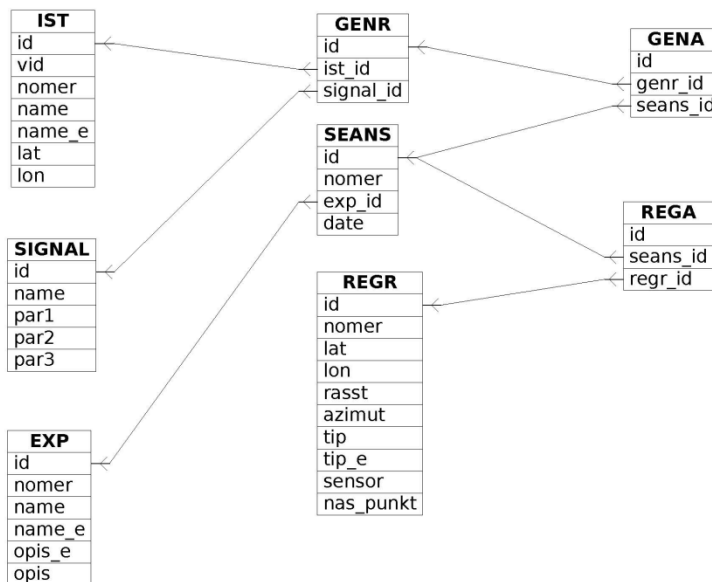 IST
id
vid
nomer
name
name_e
lat
lon
SIGNAL
id
name
par1
par2
par3
EXP
id
nomer
name
name_e
opis_e
opis
GENR
id
ist_id
signal_id
SEANS
id
nomer
exp_id
date
REGR
id
nomer
lat
lon
rasst
azimut
tip
tip_e
sensor
nas_punkt
GENA
id
genr_id
seans_id
REGA
id
seans_id
regr_id